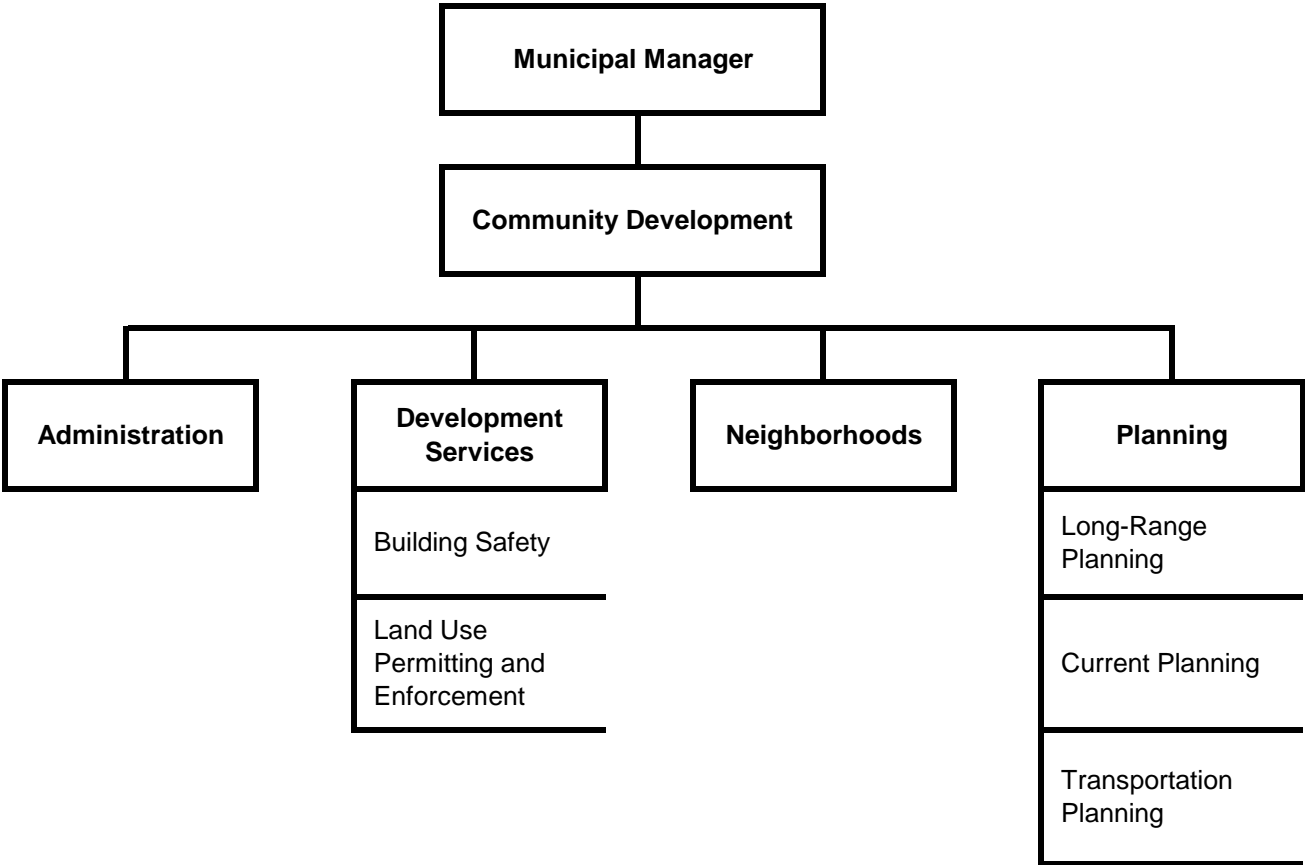 Municipal Manager
Community Development
Administration
Development
Services
Neighborhoods
Planning
Building Safety
Land Use
Permitting and
Enforcement
Long-Range
Planning
Current Planning
Transportation
Planning